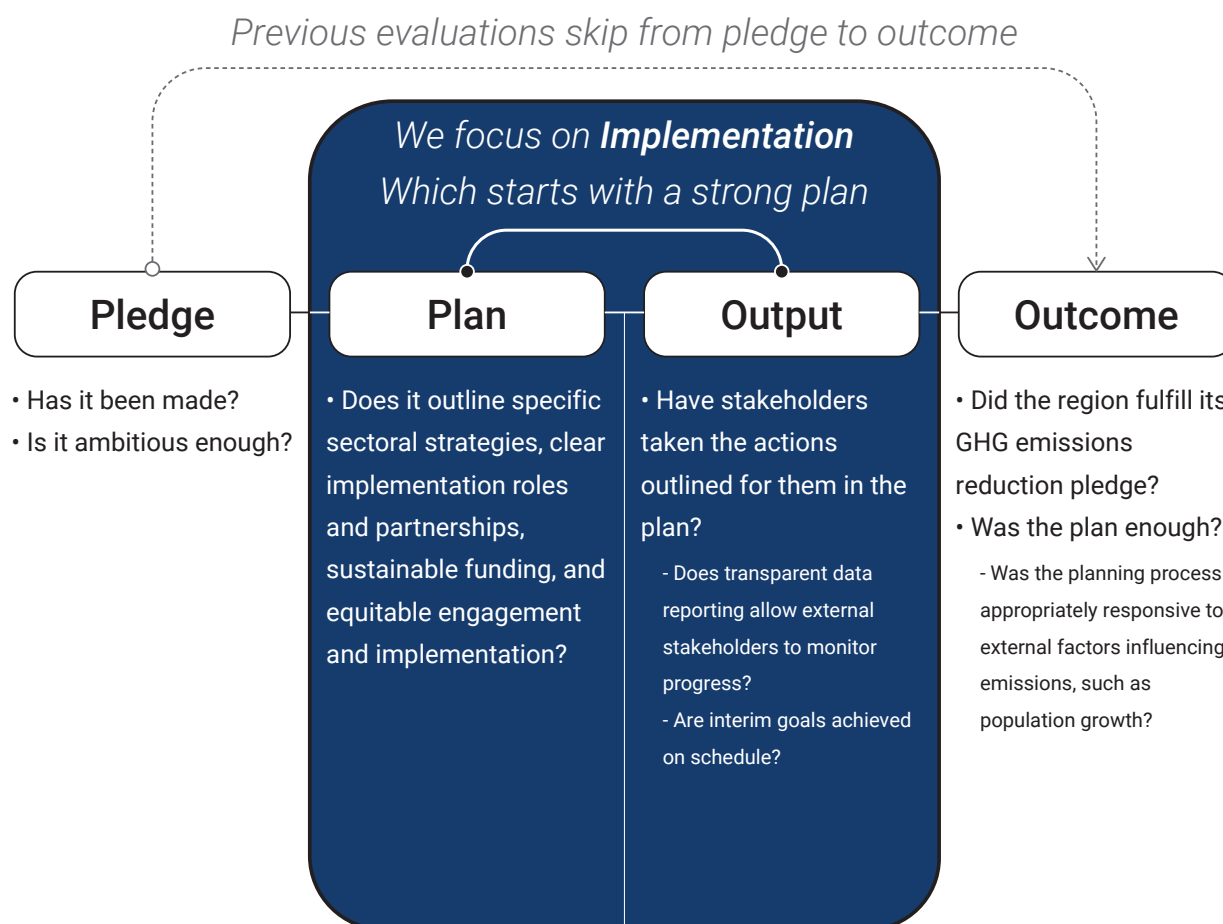 Previous evaluations skip from pledge to outcome
We focus on Implementation
Which starts with a strong plan
Pledge
• Has it been made?
• Is it ambitious enough?
Plan
• Does it outline specific
sectoral strategies, clear
implementation roles
and partnerships,
sustainable funding, and
equitable engagement
and implementation?
Output
• Have stakeholders
taken the actions
outlined for them in the
plan?
- Does transparent data
reporting allow external
stakeholders to monitor
progress?
- Are interim goals achieved
on schedule?
Outcome
• Did the region fulfill its
GHG emissions
reduction pledge?
• Was the plan enough?
- Was the planning process
appropriately responsive to
external factors influencing
emissions, such as
population growth?